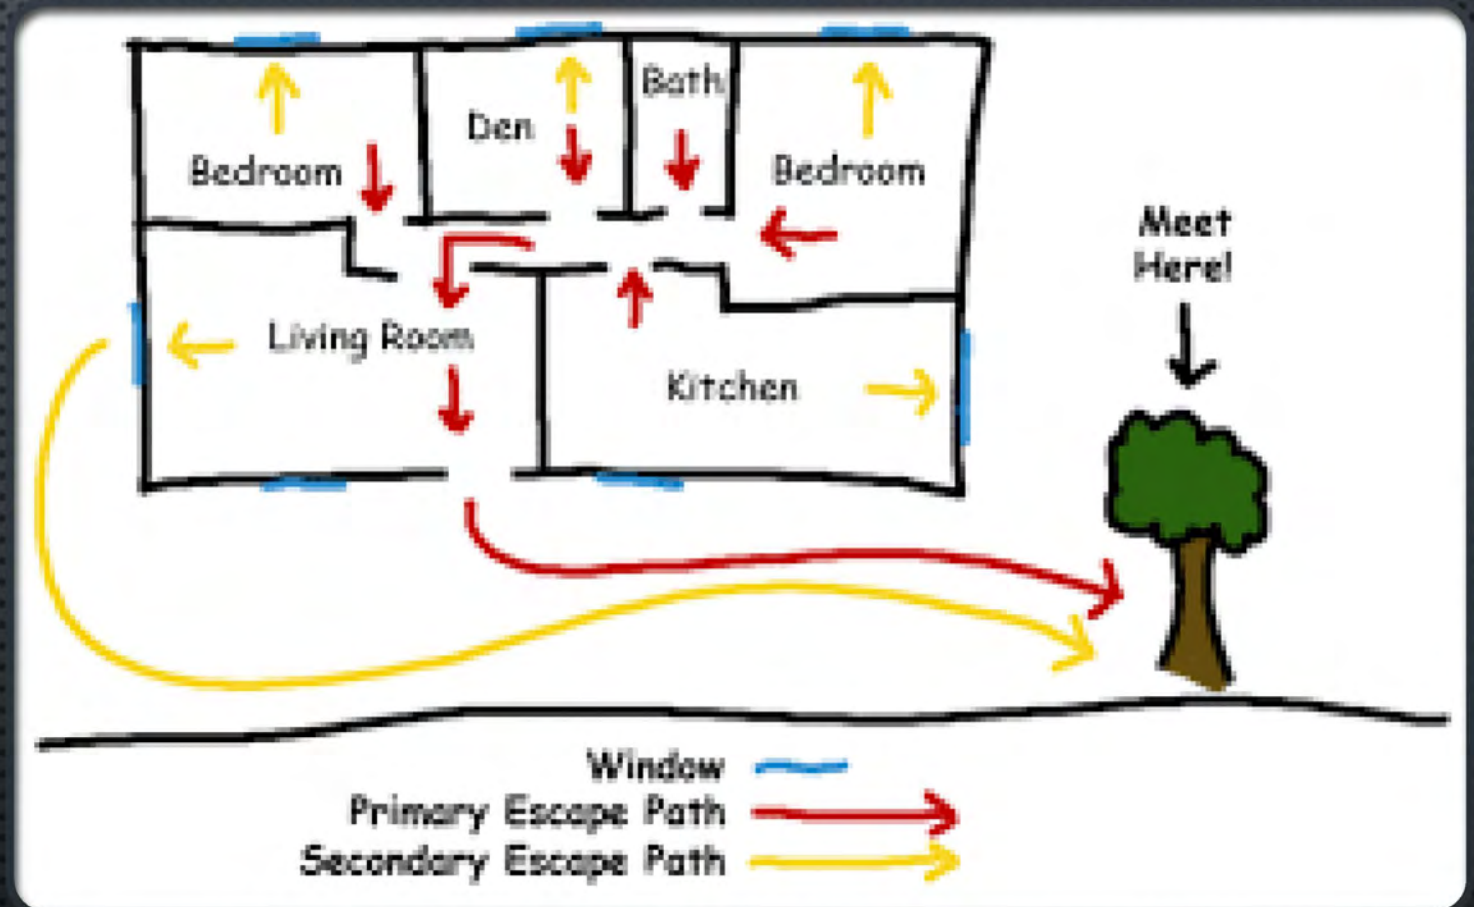 Bath
Den
Bedroom
Bedroom
Meet
Here!
Living Room
Kitchen
Window
Primary Escape Path
Secondary Escape Path